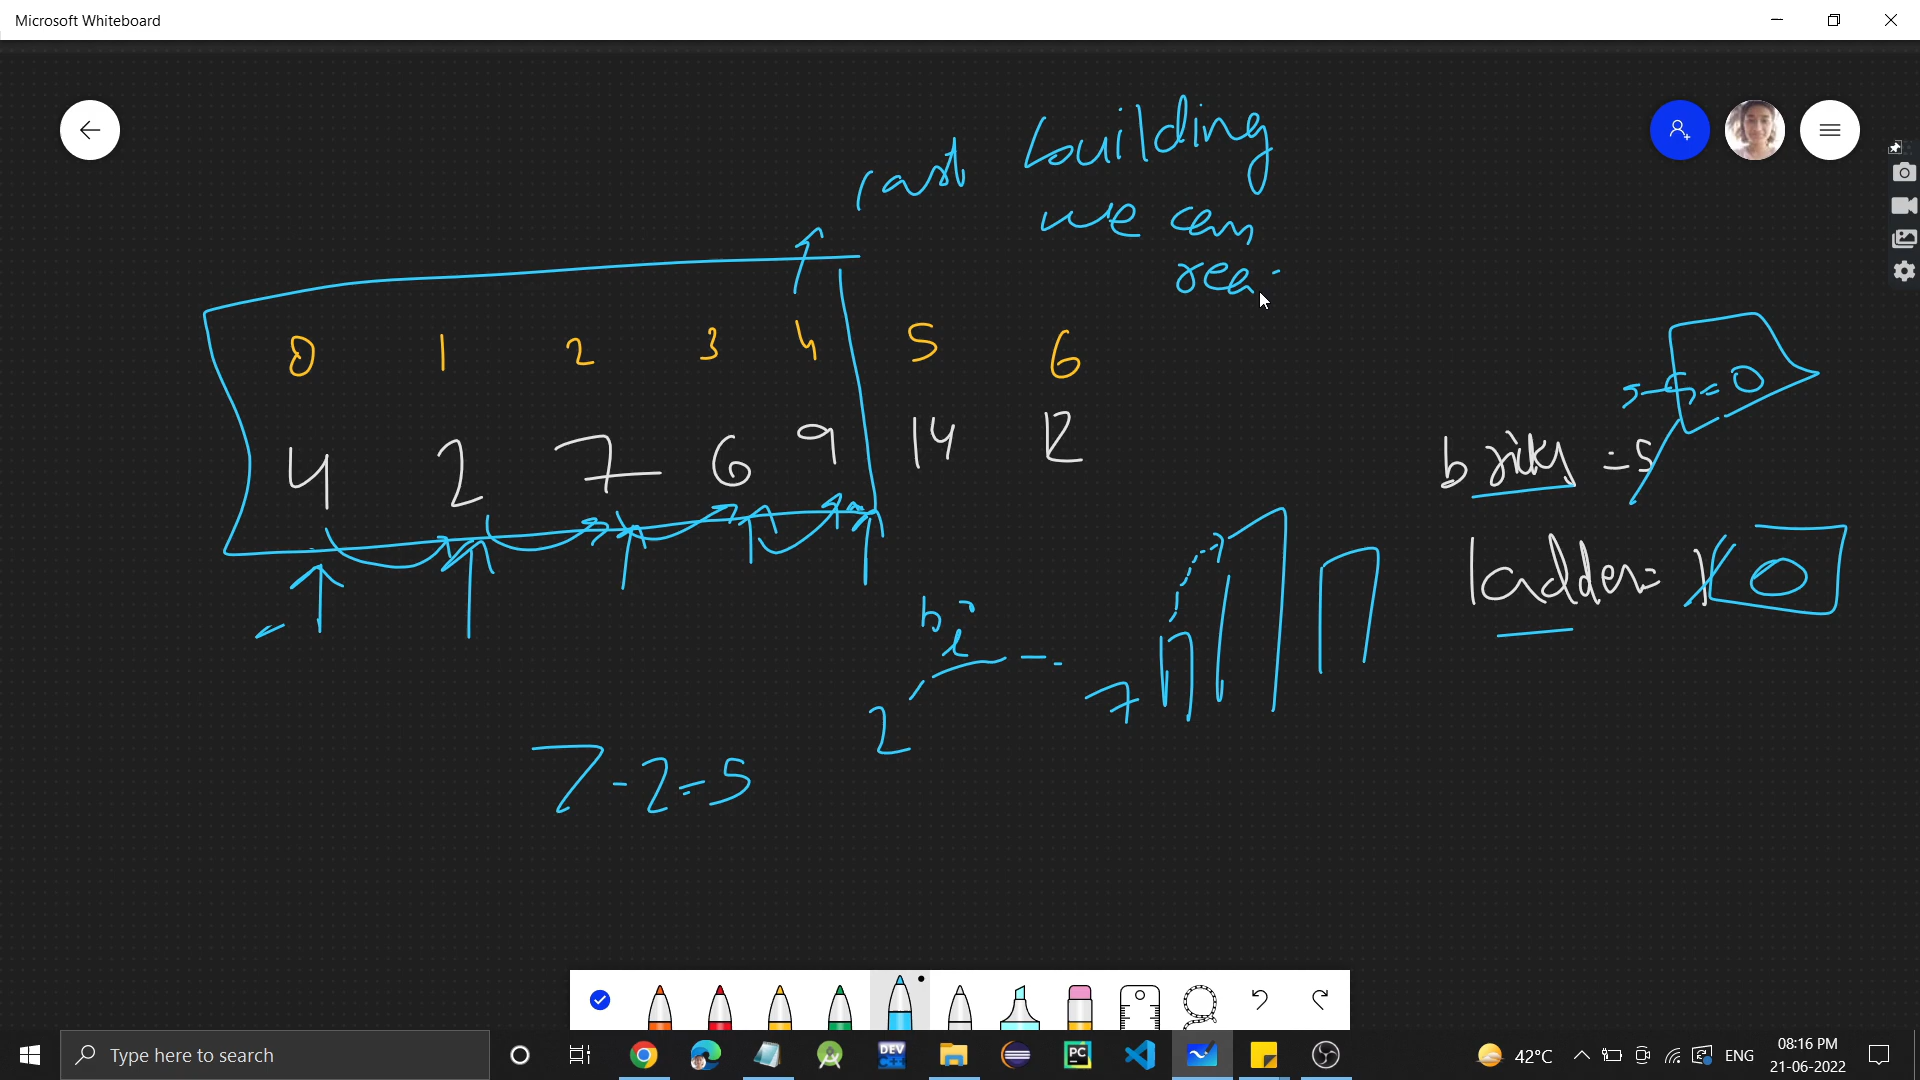 Microsoft Whiteboard
last building
we can
rea
0 1 2 3 4 5 6
4 2 7 6 9 14 12
5-5=0
bricks =5
ladder= 1 0
2
7
7-2=5
Type here to search
DEV
PC
42°C
ENG
08:16 PM
21-06-2022